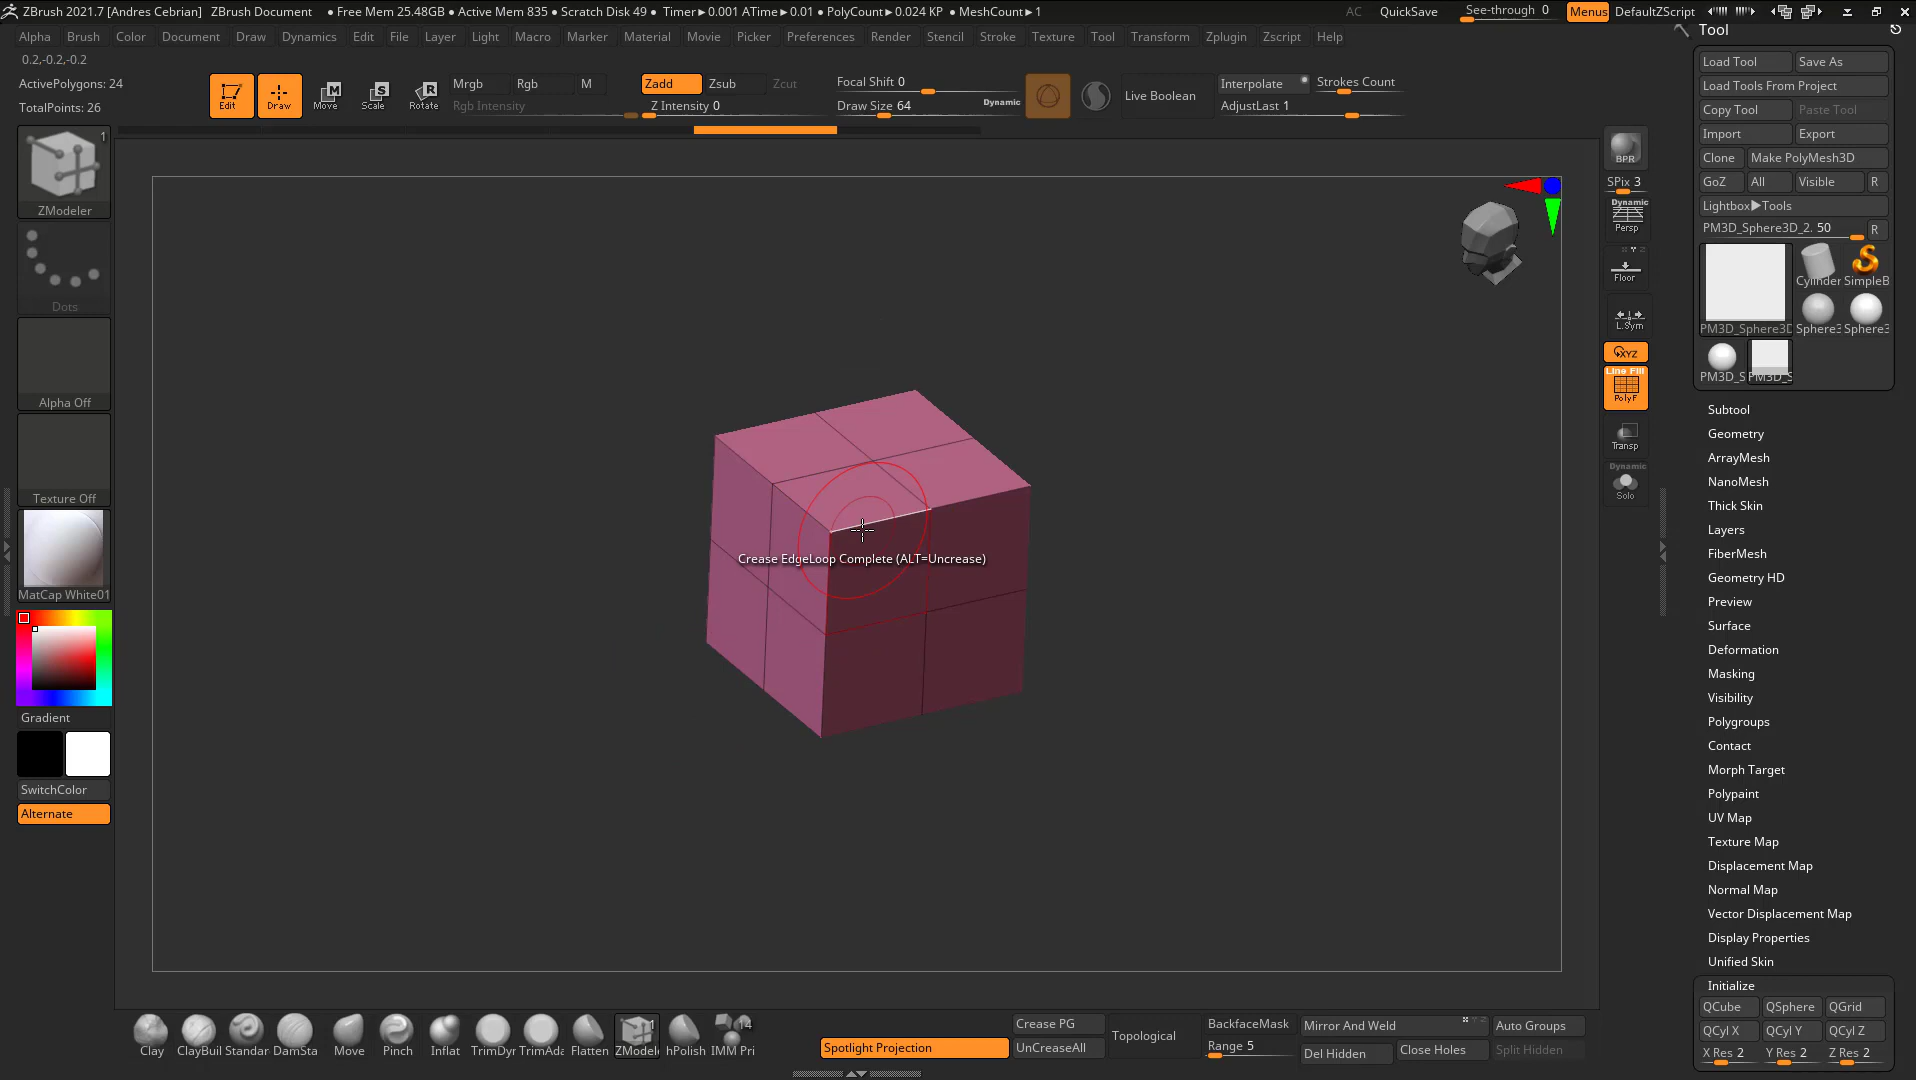 ZBrush 2021.7 [Andres Cebrian] ZBrush Document ● Free Mem 25.48GB ● Active Mem 835 ● Scratch Disk 49 ● Timer►0.001 ATime►0.01 ● PolyCount►0.024 KP ● MeshCount►1 AC QuickSave See-through 0 Menus DefaultZScript
Alpha Brush Color Document Draw Dynamics Edit File Layer Light Macro Marker Material Movie Picker Preferences Render Stencil Stroke Texture Tool Transform Zplugin Zscript Help
0.2,-0.2,-0.2
ActivePolygons: 24
TotalPoints: 26
Edit Draw Move Scale Rotate
Mrgb Rgb M
Rgb Intensity
Zadd Zsub Zcut
Z Intensity 0
Focal Shift 0
Draw Size 64 Dynamic
Live Boolean
Interpolate Strokes Count
AdjustLast 1
1
ZModeler
Dots
Alpha Off
Texture Off
MatCap White01
Gradient
SwitchColor
Alternate
Crease EdgeLoop Complete (ALT=Uncrease)
BPR
SPix 3
Dynamic
Persp
Floor
L.Sym
XYZ
Line Fill
PolyF
Transp
Dynamic
Solo
Tool
Load Tool Save As
Load Tools From Project
Copy Tool Paste Tool
Import Export
Clone Make PolyMesh3D
GoZ All Visible R
Lightbox►Tools
PM3D_Sphere3D_2. 50 R
Cylinder SimpleB
PM3D_Sphere3D Sphere3 Sphere3
PM3D_S PM3D_S
Subtool
Geometry
ArrayMesh
NanoMesh
Thick Skin
Layers
FiberMesh
Geometry HD
Preview
Surface
Deformation
Masking
Visibility
Polygroups
Contact
Morph Target
Polypaint
UV Map
Texture Map
Displacement Map
Normal Map
Vector Displacement Map
Display Properties
Unified Skin
Initialize
QCube QSphere QGrid
QCyl X QCyl Y QCyl Z
X Res 2 Y Res 2 Z Res 2
Clay ClayBuil Standar DamSta Move Pinch Inflat TrimDyr TrimAda Flatten ZModele 1 hPolish IMM Pri 14
Spotlight Projection
Crease PG
UnCreaseAll
Topological
BackfaceMask
Range 5
Mirror And Weld
Del Hidden
Close Holes
Auto Groups
Split Hidden